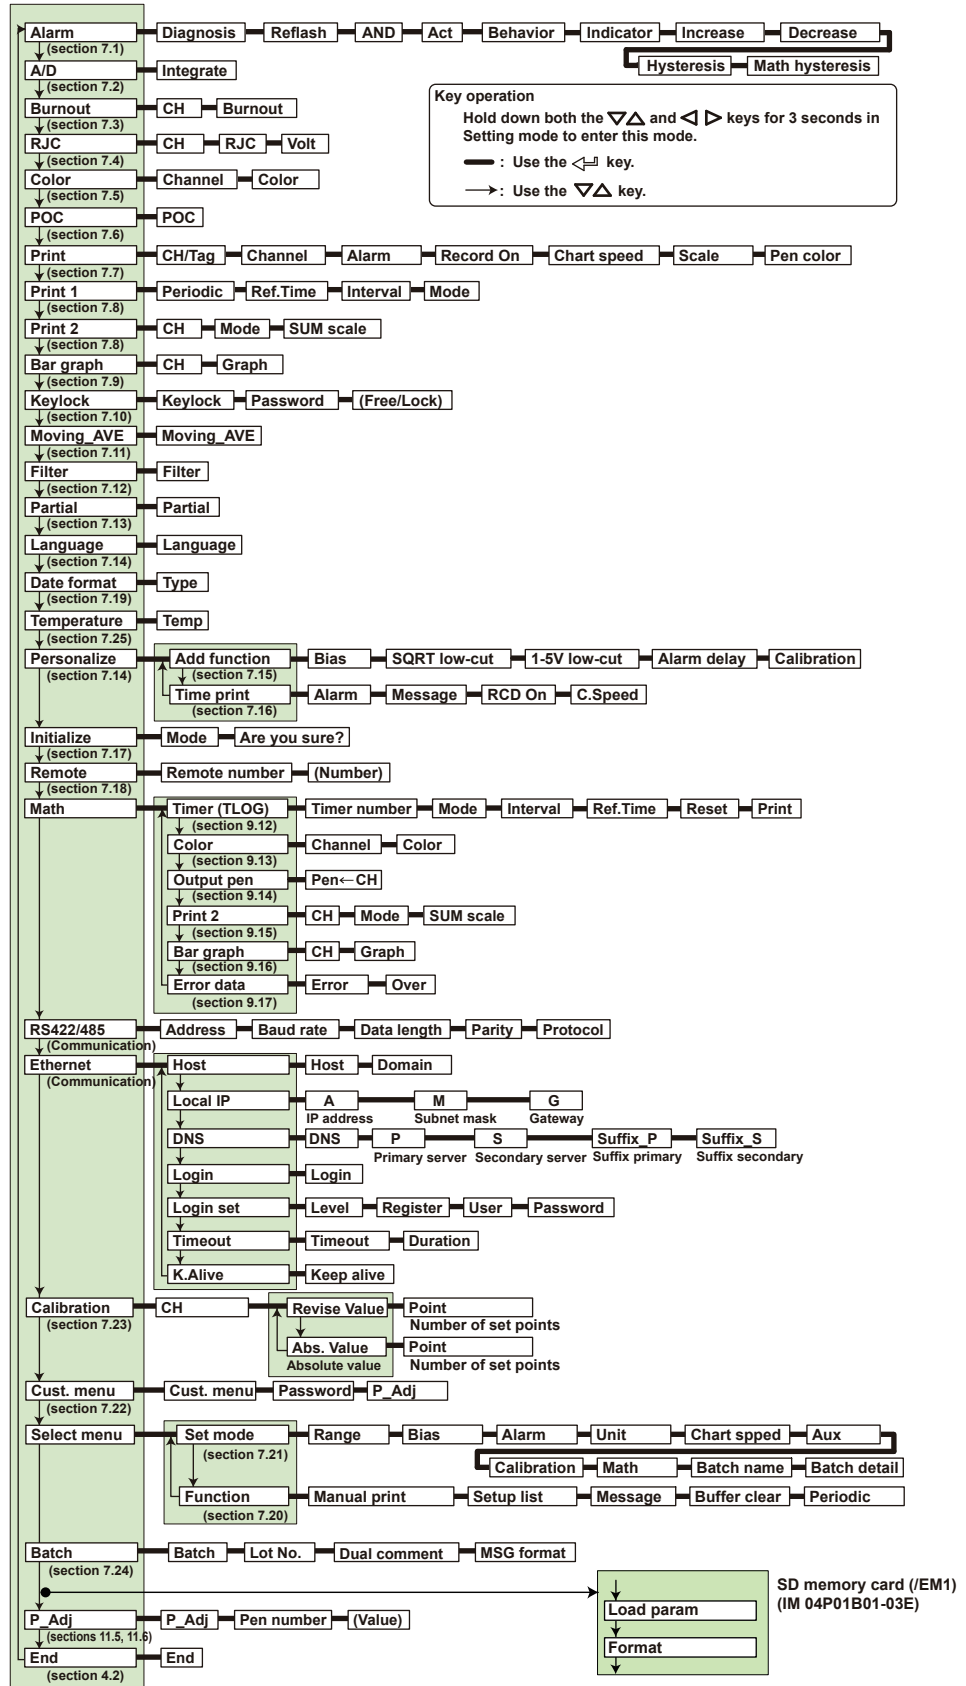 Alarm Diagnosis Reflash AND Act Behavior Indicator Increase Decrease
(section 7.1)
Hysteresis Math hysteresis
A/D Integrate
(section 7.2)
Key operation
Hold down both the ▽△ and ◁ ▷ keys for 3 seconds in
Setting mode to enter this mode.
: Use the key.
: Use the ▽△ key.
Burnout CH Burnout
(section 7.3)
RJC CH RJC Volt
(section 7.4)
Color Channel Color
(section 7.5)
POC POC
(section 7.6)
Print CH/Tag Channel Alarm Record On Chart speed Scale Pen color
(section 7.7)
Print 1 Periodic Ref.Time Interval Mode
(section 7.8)
Print 2 CH Mode SUM scale
(section 7.8)
Bar graph CH Graph
(section 7.9)
Keylock Keylock Password (Free/Lock)
(section 7.10)
Moving_AVE Moving_AVE
(section 7.11)
Filter Filter
(section 7.12)
Partial Partial
(section 7.13)
Language Language
(section 7.14)
Date format Type
(section 7.19)
Temperature Temp
(section 7.25)
Personalize Add function Bias SQRT low-cut 1-5V low-cut Alarm delay Calibration
(section 7.14) (section 7.15)
Time print Alarm Message RCD On C.Speed
(section 7.16)
Initialize Mode Are you sure?
(section 7.17)
Remote Remote number (Number)
(section 7.18)
Math Timer (TLOG) Timer number Mode Interval Ref.Time Reset Print
(section 9.12)
Color Channel Color
(section 9.13)
Output pen Pen←CH
(section 9.14)
Print 2 CH Mode SUM scale
(section 9.15)
Bar graph CH Graph
(section 9.16)
Error data Error Over
(section 9.17)
RS422/485 Address Baud rate Data length Parity Protocol
(Communication)
Ethernet Host Host Domain
(Communication)
Local IP A M G
IP address Subnet mask Gateway
DNS DNS P S Suffix_P Suffix_S
Primary server Secondary server Suffix primary Suffix secondary
Login Login
Login set Level Register User Password
Timeout Timeout Duration
K.Alive Keep alive
Calibration CH Revise Value Point
(section 7.23) Number of set points
Abs. Value Point
Absolute value Number of set points
Cust. menu Cust. menu Password P_Adj
(section 7.22)
Select menu Set mode Range Bias Alarm Unit Chart spped Aux
(section 7.21)
Calibration Math Batch name Batch detail
Function Manual print Setup list Message Buffer clear Periodic
(section 7.20)
Batch Batch Lot No. Dual comment MSG format
(section 7.24)
SD memory card (/EM1)
(IM 04P01B01-03E)
Load param
Format
P_Adj P_Adj Pen number (Value)
(sections 11.5, 11.6)
End End
(section 4.2)